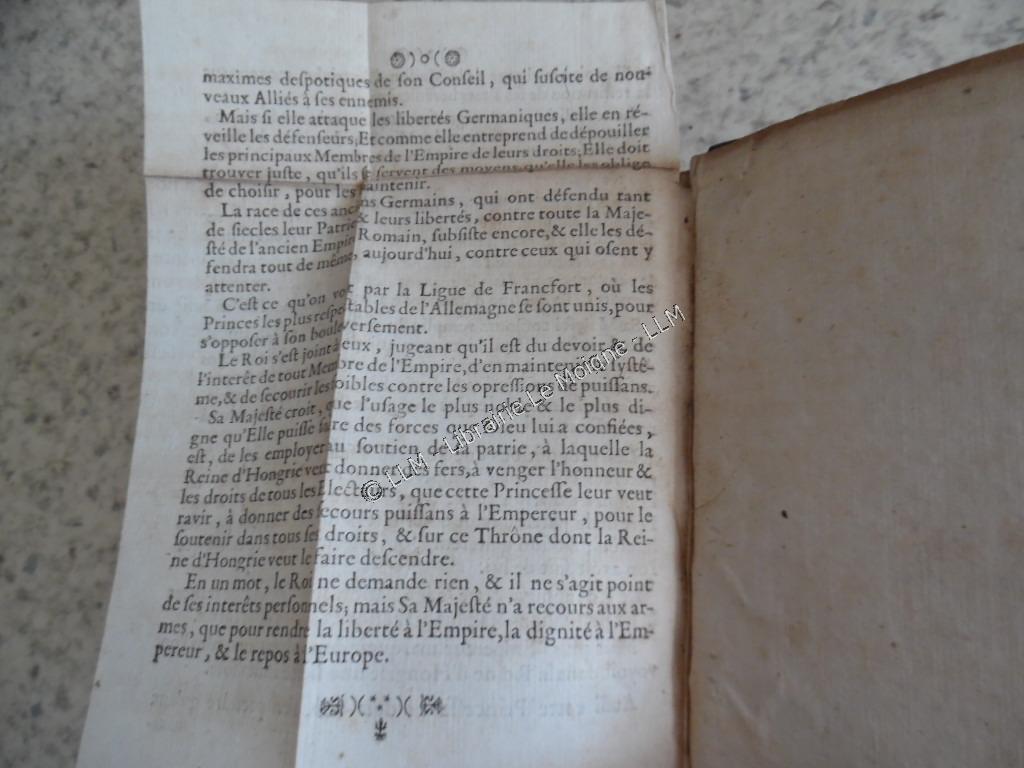 maximes despotiques de son Conseil, qui suscite de nou-
veaux Alliés à ses ennemis.
Mais si elle attaque les libertés Germaniques, elle en ré-
veille les défenseurs; Et comme elle entreprend de dépouiller
les principaux Membres de l'Empire de leurs droits; Elle doit
trouver juste, qu'ils se servent des moyens qu'elle les oblige
de choisir, pour les maintenir.
La race de ces anciens Germains, qui ont défendu tant
de siecles leur Patrie & leurs libertés, contre toute la Maje-
sté de l'ancien Empire Romain, subsiste encore, & elle les dé-
fendra tout de même, aujourd'hui, contre ceux qui osent y
attenter.
C'est ce qu'on voit par la Ligue de Francfort, où les
Princes les plus respectables de l'Allemagne se sont unis, pour
s'opposer à son bouleversement.
Le Roi s'est joint à eux, jugeant qu'il est du devoir & de
l'interêt de tout Membre de l'Empire, d'en maintenir le systê-
me, & de secourir les foibles contre les opressions de puissans.
Sa Majesté croit, que l'usage le plus noble & le plus di-
gne qu'Elle puisse faire des forces que Dieu lui a confiées,
est, de les employer au soutien de la patrie, à laquelle la
Reine d'Hongrie veut donner des fers, à venger l'honneur &
les droits de tous les Electeurs, que cette Princesse leur veut
ravir, à donner des secours puissans à l'Empereur, pour le
soutenir dans tous ses droits, & sur ce Thrône dont la Rei-
ne d'Hongrie veut le faire descendre.
En un mot, le Roi ne demande rien, & il ne s'agit point
de ses interêts personnels; mais Sa Majesté n'a recours aux ar-
mes, que pour rendre la liberté à l'Empire, la dignité à l'Em-
pereur, & le repos à l'Europe.
© LLM - Librairie Le Moigne - LLM